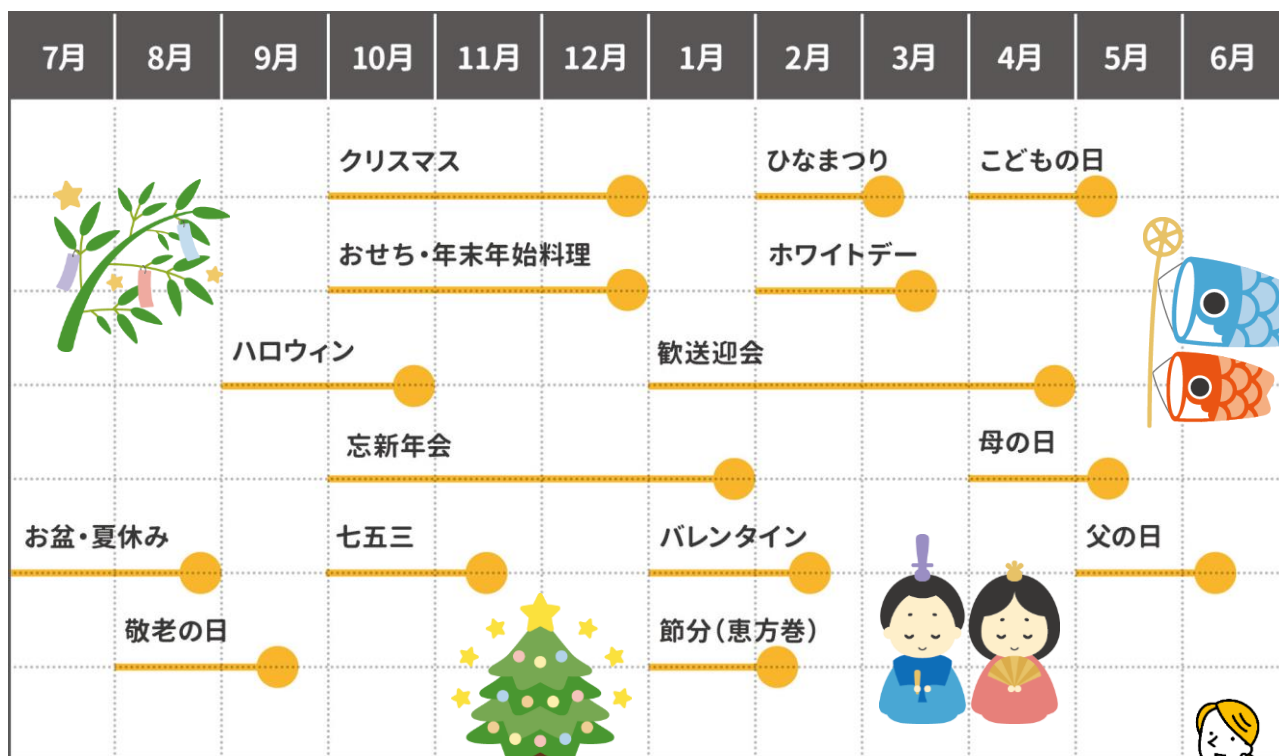 7月 8月 9月 10月 11月 12月 1月 2月 3月 4月 5月 6月
クリスマス ひなまつり こどもの日
おせち・年末年始料理 ホワイトデー
ハロウィン 歓送迎会
忘新年会 母の日
お盆・夏休み 七五三 バレンタイン 父の日
敬老の日 節分(恵方巻)